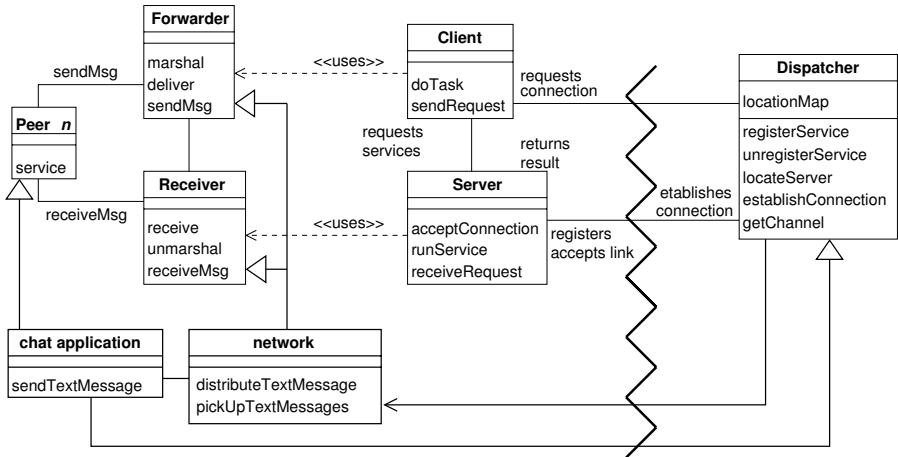 Forwarder
marshal
deliver
sendMsg
Client
doTask
sendRequest
Dispatcher
locationMap
registerService
unregisterService
locateServer
establishConnection
getChannel
<<uses>>
sendMsg
requests
connection
Peer n
service
requests
services
returns
result
receiveMsg
Receiver
receive
unmarshal
receiveMsg
<<uses>>
Server
acceptConnection
runService
receiveRequest
etablishes
connection
registers
accepts link
chat application
sendTextMessage
network
distributeTextMessage
pickUpTextMessages